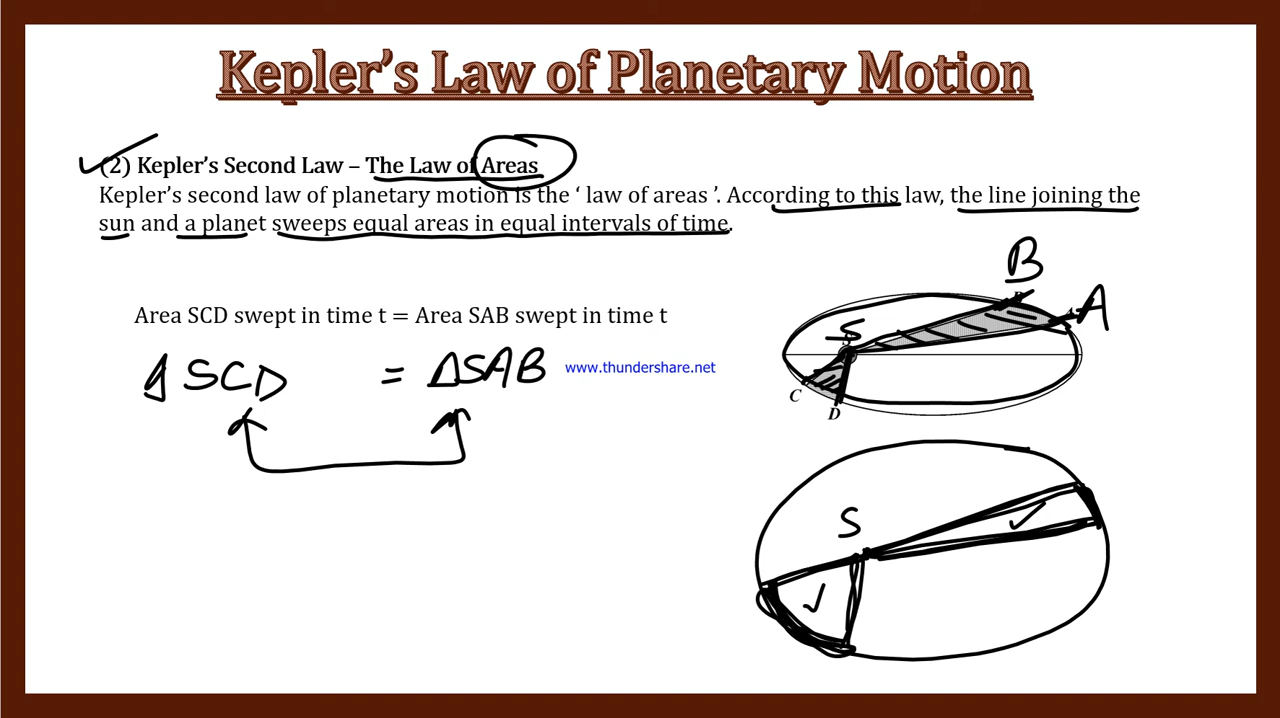 Kepler's Law of Planetary Motion
(2) Kepler's Second Law – The Law of Areas
Kepler's second law of planetary motion is the ' law of areas '. According to this law, the line joining the
sun and a planet sweeps equal areas in equal intervals of time.
B
A
S
Area SCD swept in time t = Area SAB swept in time t
Δ SCD = ΔSAB
www.thundershare.net
C
D
S